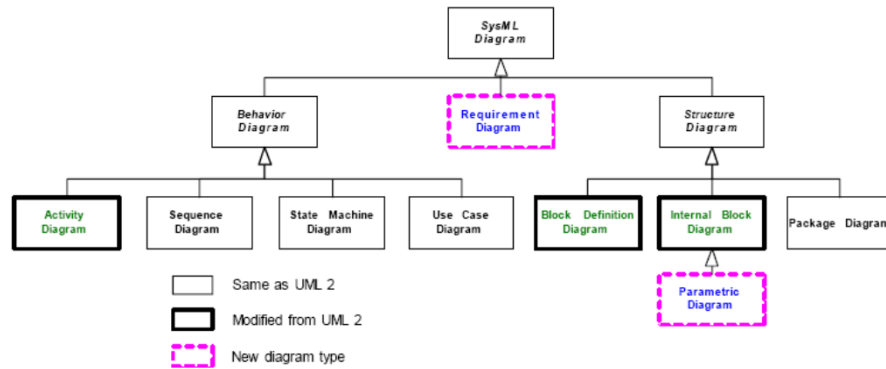 SysML
Diagram
Behavior
Diagram
Requirement
Diagram
Structure
Diagram
Activity
Diagram
Sequence
Diagram
State Machine
Diagram
Use Case
Diagram
Block Definition
Diagram
Internal Block
Diagram
Package Diagram
Parametric
Diagram
Same as UML 2
Modified from UML 2
New diagram type